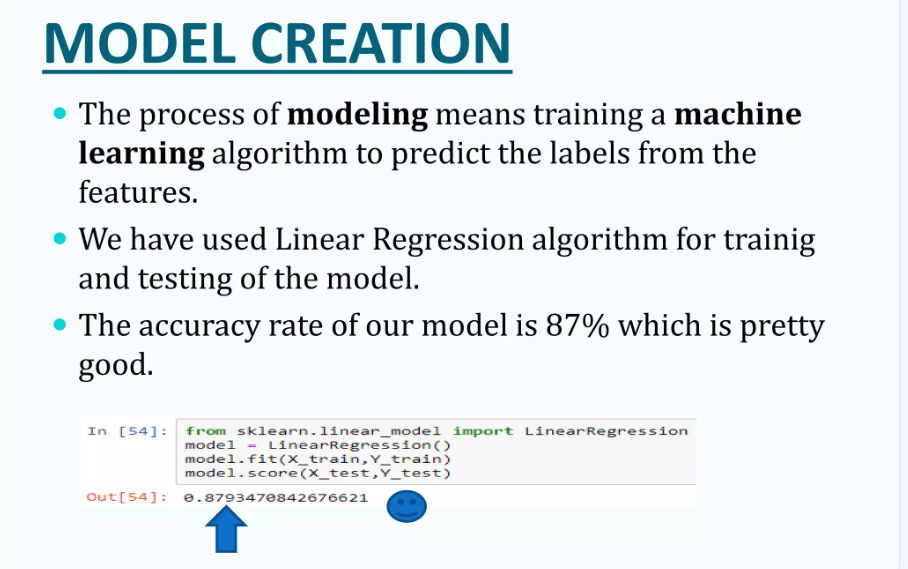 MODEL CREATION
The process of modeling means training a machine
learning algorithm to predict the labels from the
features.
We have used Linear Regression algorithm for trainig
and testing of the model.
The accuracy rate of our model is 87% which is pretty
good.
In [54]: from sklearn.linear_model import LinearRegression
model = LinearRegression()
model.fit(X_train,Y_train)
model.score(X_test,Y_test)
Out[54]: 0.8793470842676621